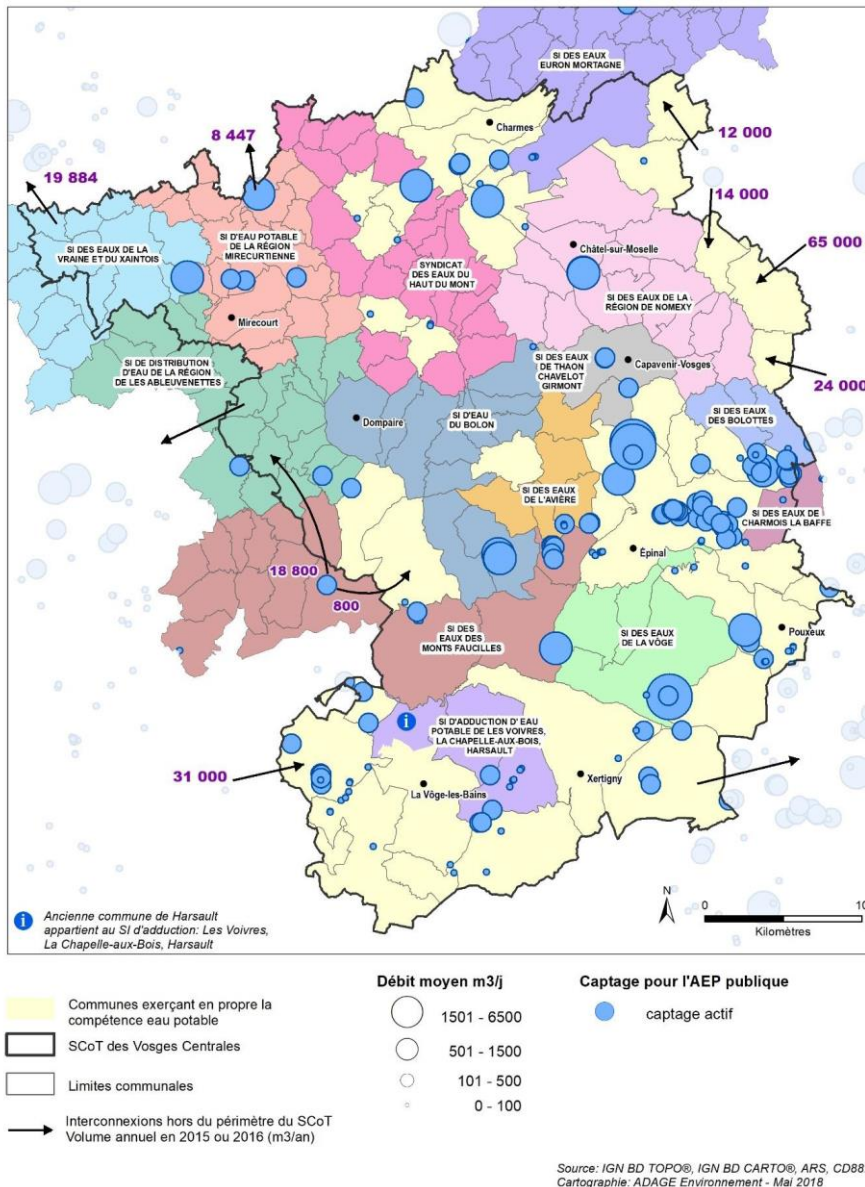 SI DES EAUX
EURON MORTAGNE
Charmes
8 447
12 000
19 884
14 000
SI DES EAUX DE LA
VRAINE ET DU XAINTOIS
SI D'EAU POTABLE
DE LA RÉGION
MIRECURTIENNE
SYNDICAT
DES EAUX DU
HAUT DU MONT
Châtel-sur-Moselle
65 000
SI DES EAUX DE LA
RÉGION DE NOMEXY
Mirecourt
SI DE DISTRIBUTION
D'EAU DE LA RÉGION
DE LES ABLEUVENETTES
SI DES EAUX
DE THAON
CHAVELOT
GIRMONT
Capavenir-Vosges
24 000
Dompaire
SI D'EAU
DU BOLON
SI DES EAUX
DES BOLOTTES
SI DES EAUX
DE L'AVIÈRE
SI DES EAUX DE
CHARMOIS LA BAFFE
Épinal
18 800
800
SI DES
EAUX DES
MONTS FAUCILLES
SI DES EAUX
DE LA VÔGE
Pouxeux
SI D'ADDUCTION D' EAU
POTABLE DE LES VOIVRES,
LA CHAPELLE-AUX-BOIS,
HARSAULT
i
31 000
La Vôge-les-Bains
Xertigny
N
0 10
Kilomètres
i Ancienne commune de Harsault
appartient au SI d'adduction: Les Voivres,
La Chapelle-aux-Bois, Harsault
Communes exerçant en propre la
compétence eau potable
SCoT des Vosges Centrales
Limites communales
Interconnexions hors du périmètre du SCoT
Volume annuel en 2015 ou 2016 (m3/an)
Débit moyen m3/j
1501 - 6500
501 - 1500
101 - 500
0 - 100
Captage pour l'AEP publique
captage actif
Source: IGN BD TOPO®, IGN BD CARTO®, ARS, CD88
Cartographie: ADAGE Environnement - Mai 2018